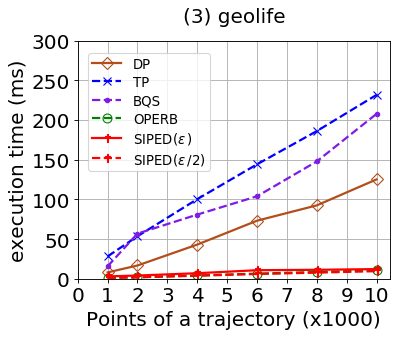 (3) geolife
execution time (ms)
300
250
200
150
100
50
0
DP
TP
BQS
OPERB
SIPED(ε)
SIPED(ε/2)
0 1 2 3 4 5 6 7 8 9 10
Points of a trajectory (x1000)